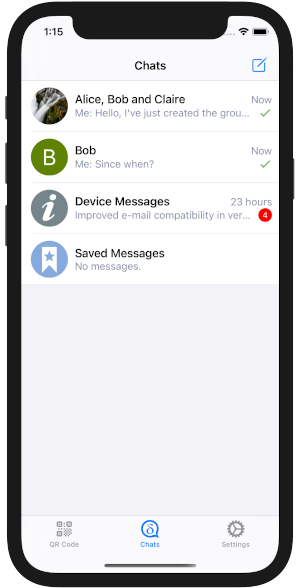 1:15
Chats
Alice, Bob and Claire Now
Me: Hello, I've just created the grou...
B Bob Now
Me: Since when?
Device Messages 23 hours
Improved e-mail compatibility in ver... 4
Saved Messages
No messages.
QR Code Chats Settings